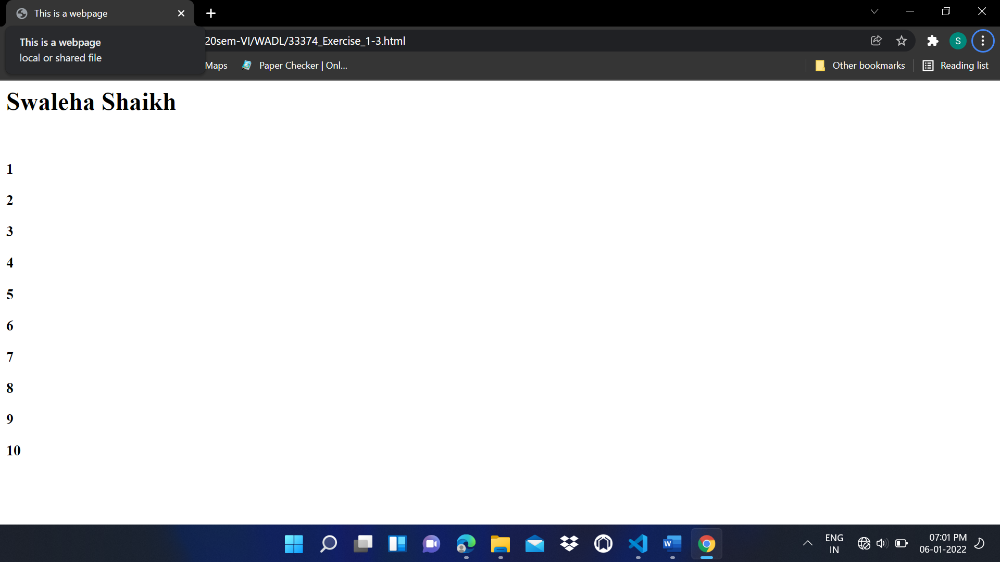 This is a webpage
This is a webpage
local or shared file
20sem-VI/WADL/33374_Exercise_1-3.html
S
Maps
Paper Checker | Onl...
Other bookmarks
Reading list
Swaleha Shaikh
1
2
3
4
5
6
7
8
9
10
W
ENG
IN
07:01 PM
06-01-2022